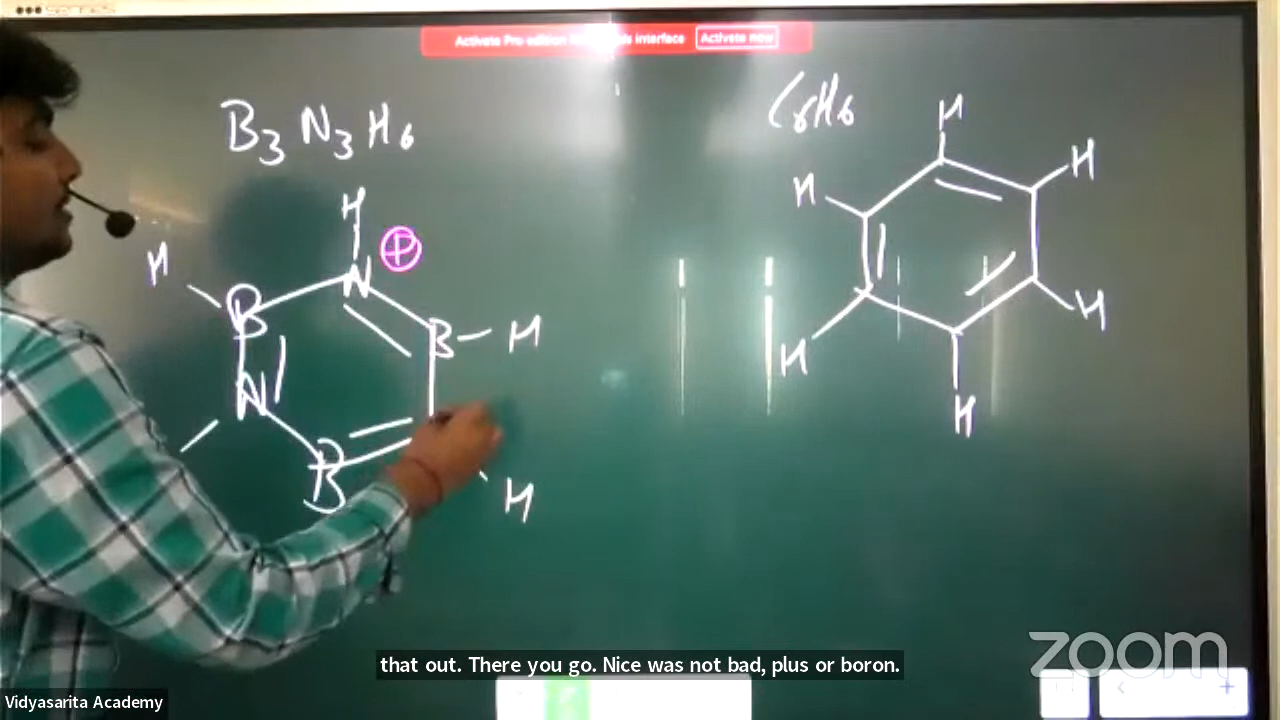 Activate Pro edition
interface
Activate now
B3 N3 H6
C6H6
H
H
H
H
H
N
⊕
B
B
H
N
H
H
B
H
H
zoom
that out. There you go. Nice was not bad, plus or boron.
Vidyasarita Academy